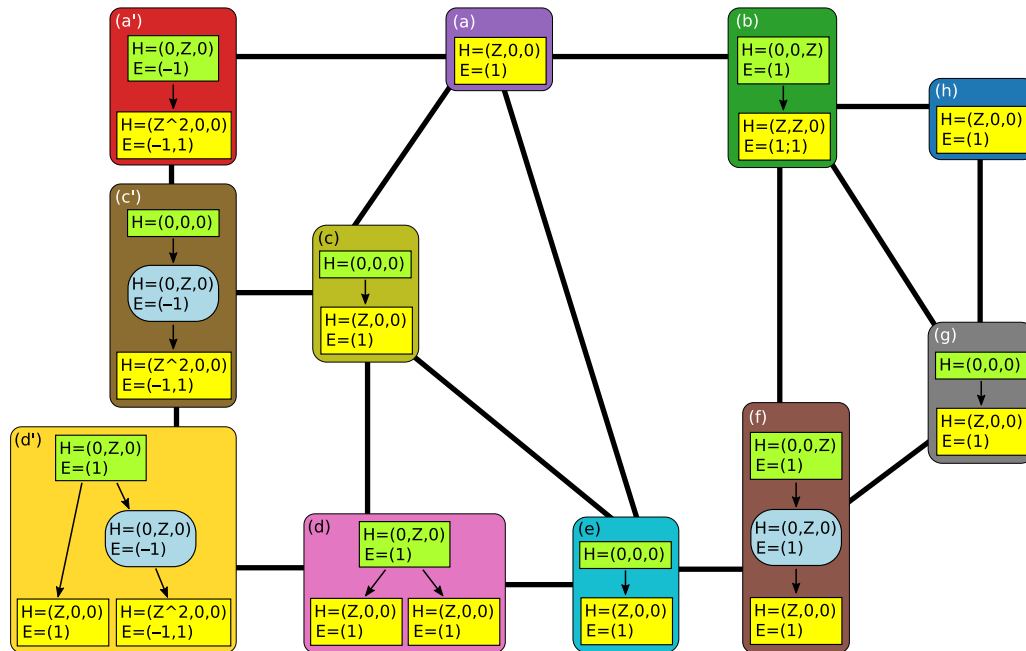 (a')
H=(0,Z,0)
E=(−1)
H=(Z^2,0,0)
E=(−1,1)
(a)
H=(Z,0,0)
E=(1)
(b)
H=(0,0,Z)
E=(1)
H=(Z,Z,0)
E=(1;1)
(h)
H=(Z,0,0)
E=(1)
(c')
H=(0,0,0)
H=(0,Z,0)
E=(−1)
H=(Z^2,0,0)
E=(−1,1)
(c)
H=(0,0,0)
H=(Z,0,0)
E=(1)
(g)
H=(0,0,0)
H=(Z,0,0)
E=(1)
(d')
H=(0,Z,0)
E=(1)
H=(0,Z,0)
E=(−1)
H=(Z,0,0)
E=(1)
H=(Z^2,0,0)
E=(−1,1)
(d)
H=(0,Z,0)
E=(1)
H=(Z,0,0)
E=(1)
H=(Z,0,0)
E=(1)
(e)
H=(0,0,0)
H=(Z,0,0)
E=(1)
(f)
H=(0,0,Z)
E=(1)
H=(0,Z,0)
E=(1)
H=(Z,0,0)
E=(1)